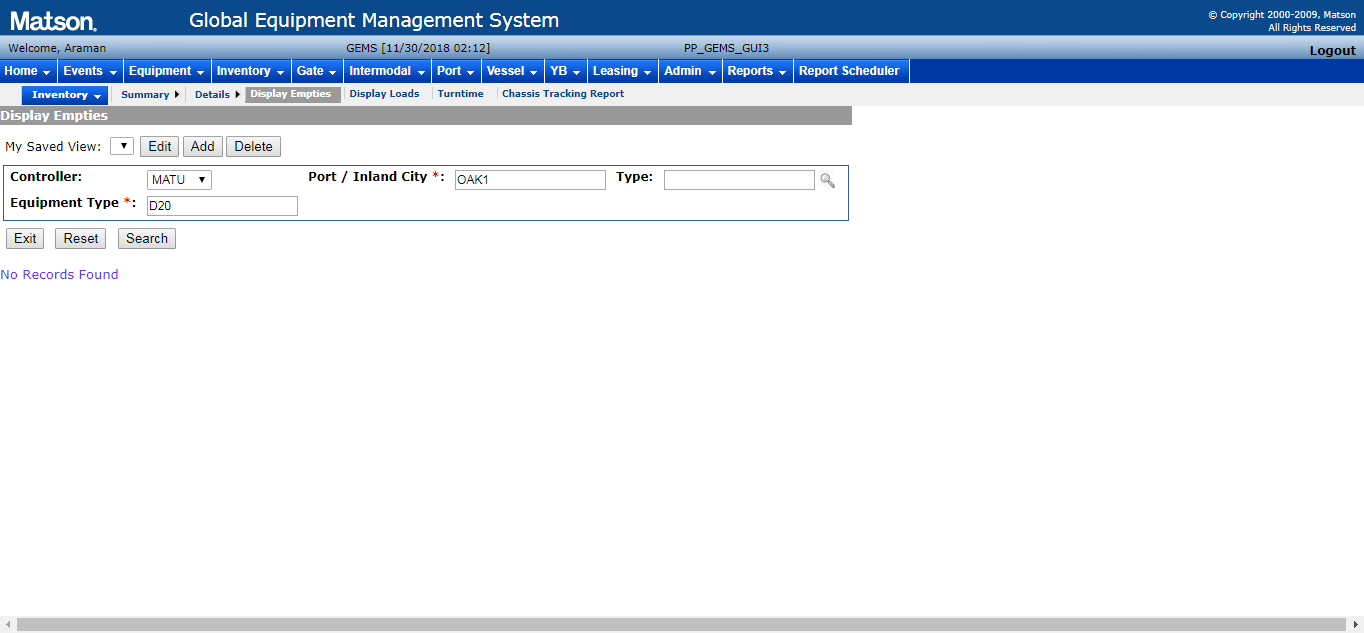 Matson.
Global Equipment Management System
© Copyright 2000-2009, Matson
All Rights Reserved
Welcome, Araman GEMS [11/30/2018 02:12] PP_GEMS_GUI3 Logout
Home Events Equipment Inventory Gate Intermodal Port Vessel YB Leasing Admin Reports Report Scheduler
Inventory Summary Details Display Empties Display Loads Turntime Chassis Tracking Report
Display Empties
My Saved View: Edit Add Delete
Controller: MATU Port / Inland City *: OAK1 Type:
Equipment Type *: D20
Exit Reset Search
No Records Found